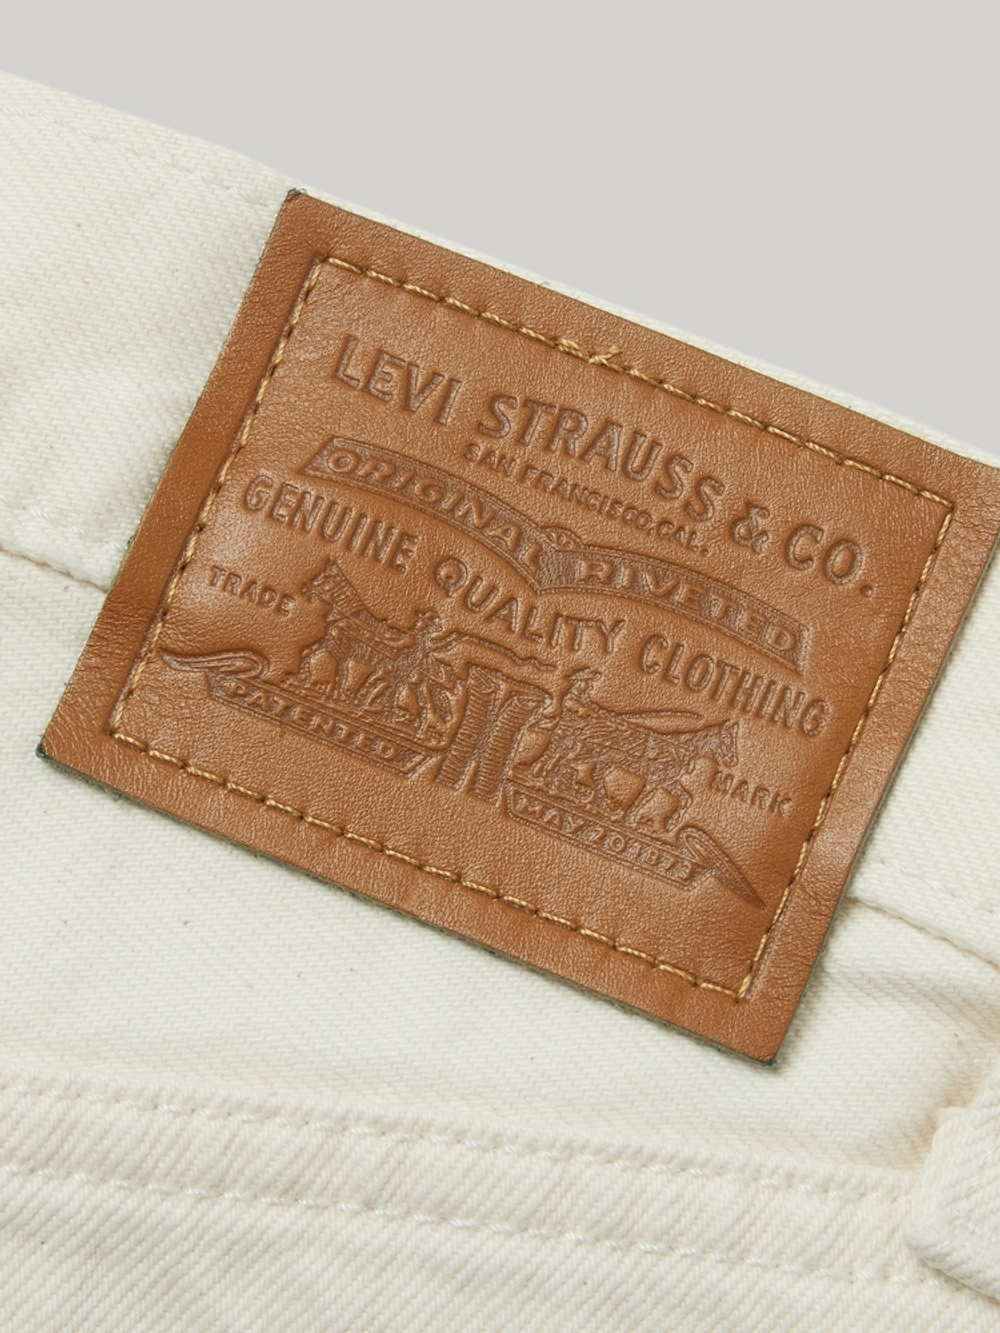 LEVI STRAUSS & CO.
SAN FRANCISCO, CAL.
ORIGINAL RIVETED
GENUINE QUALITY CLOTHING
TRADE MARK
PATENTED MAY 20 1873